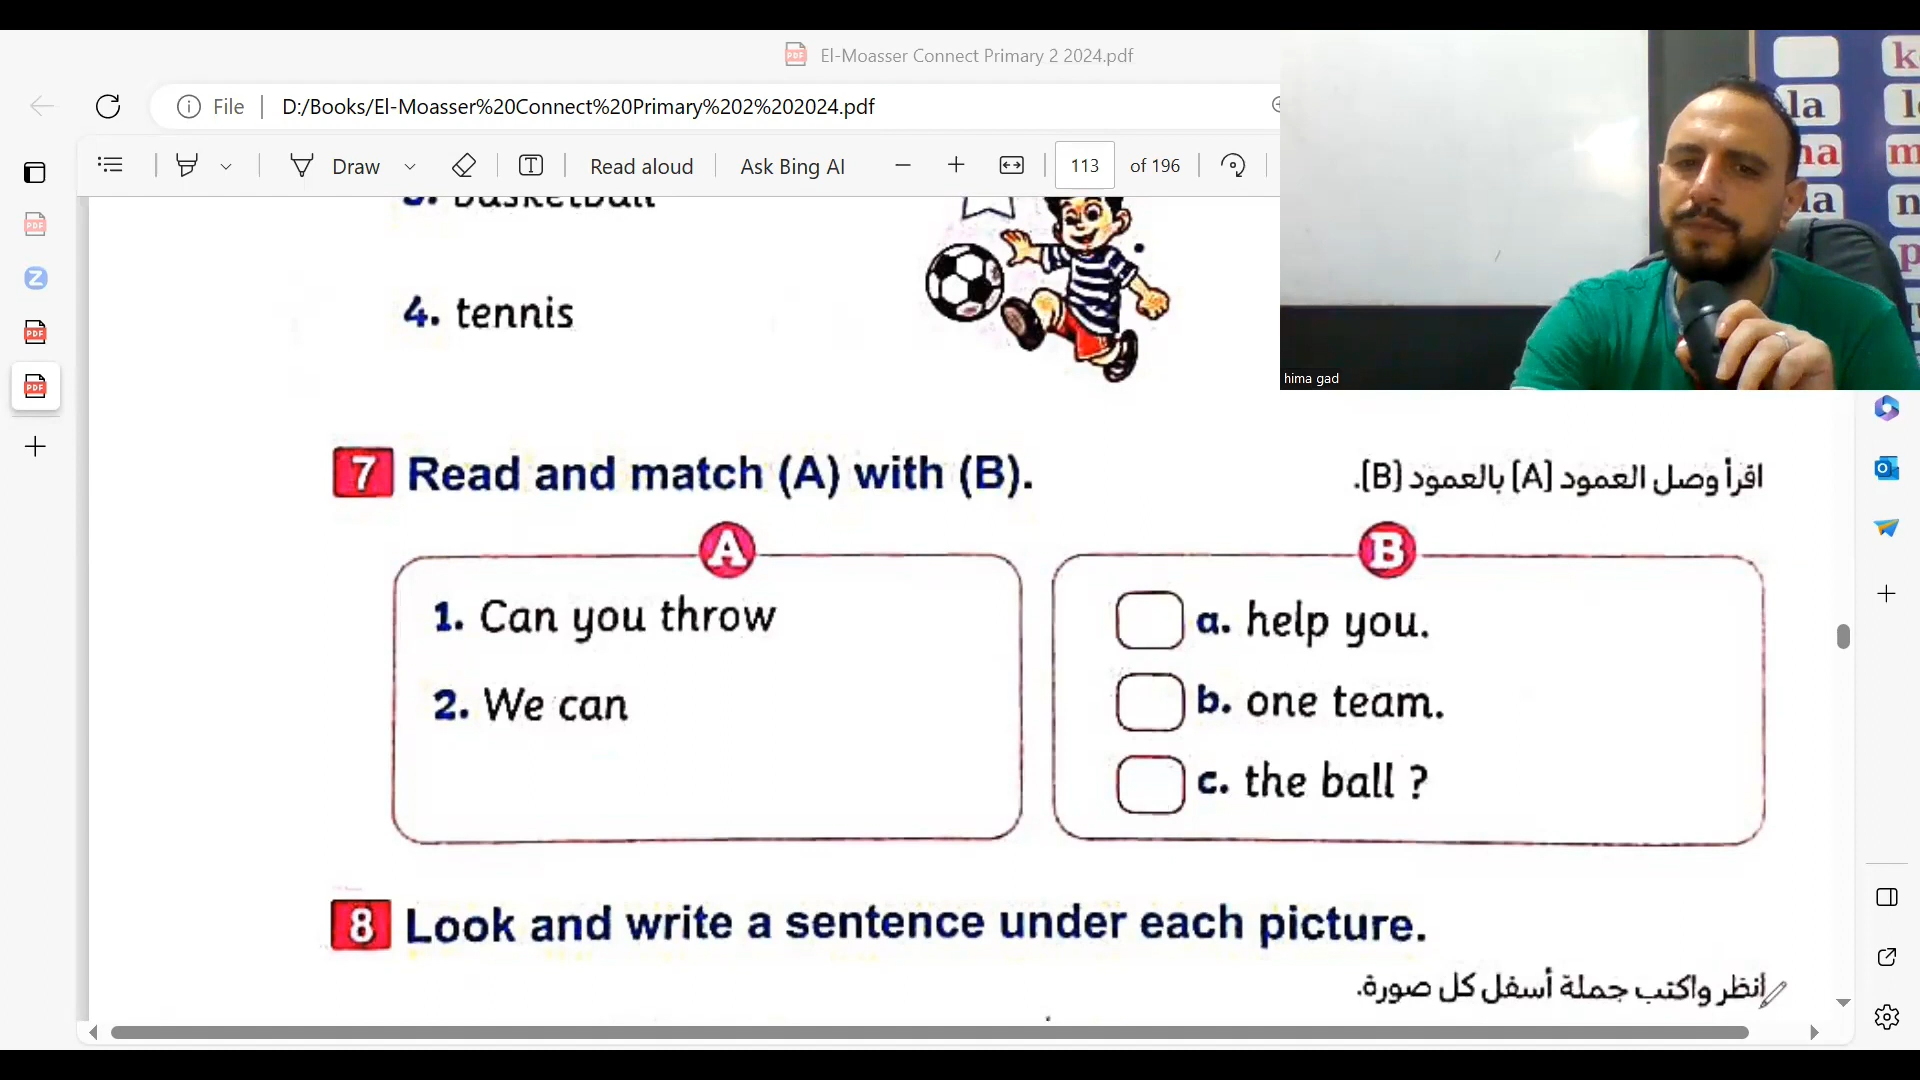 El-Moasser Connect Primary 2 2024.pdf
File
D:/Books/El-Moasser%20Connect%20Primary%202%202024.pdf
Draw
Read aloud
Ask Bing AI
113 of 196
3. basketball
4. tennis
la
hima gad
7 Read and match (A) with (B).
اقرأ وصل العمود [A] بالعمود [B].
A
B
1. Can you throw
2. We can
a. help you.
b. one team.
c. the ball ?
8 Look and write a sentence under each picture.
انظر واكتب جملة أسفل كل صورة.